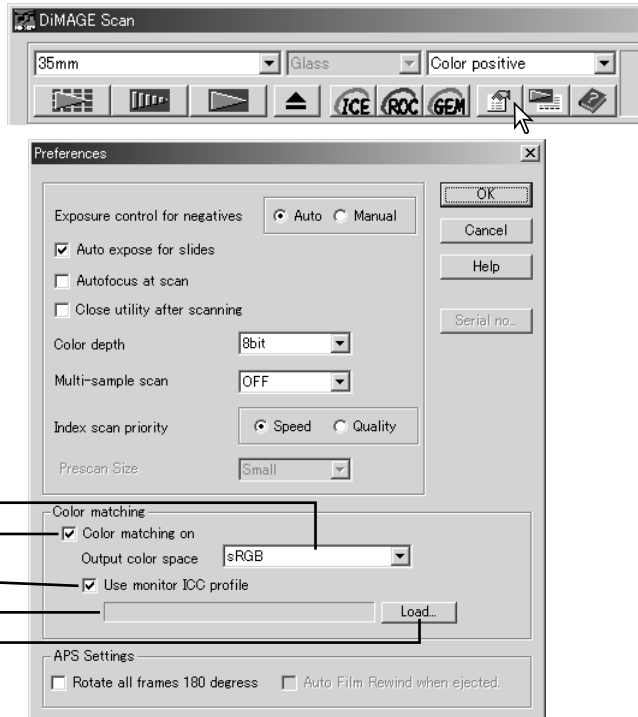 DiMAGE Scan
35mm Glass Color positive
ICE ROC GEM
Preferences
OK
Exposure control for negatives Auto Manual
Cancel
Auto expose for slides
Help
Autofocus at scan
Close utility after scanning
Serial no...
Color depth 8bit
Multi-sample scan OFF
Index scan priority Speed Quality
Prescan Size Small
Color matching
Color matching on
Output color space sRGB
Use monitor ICC profile
Load...
APS Settings
Rotate all frames 180 degress Auto Film Rewind when ejected.